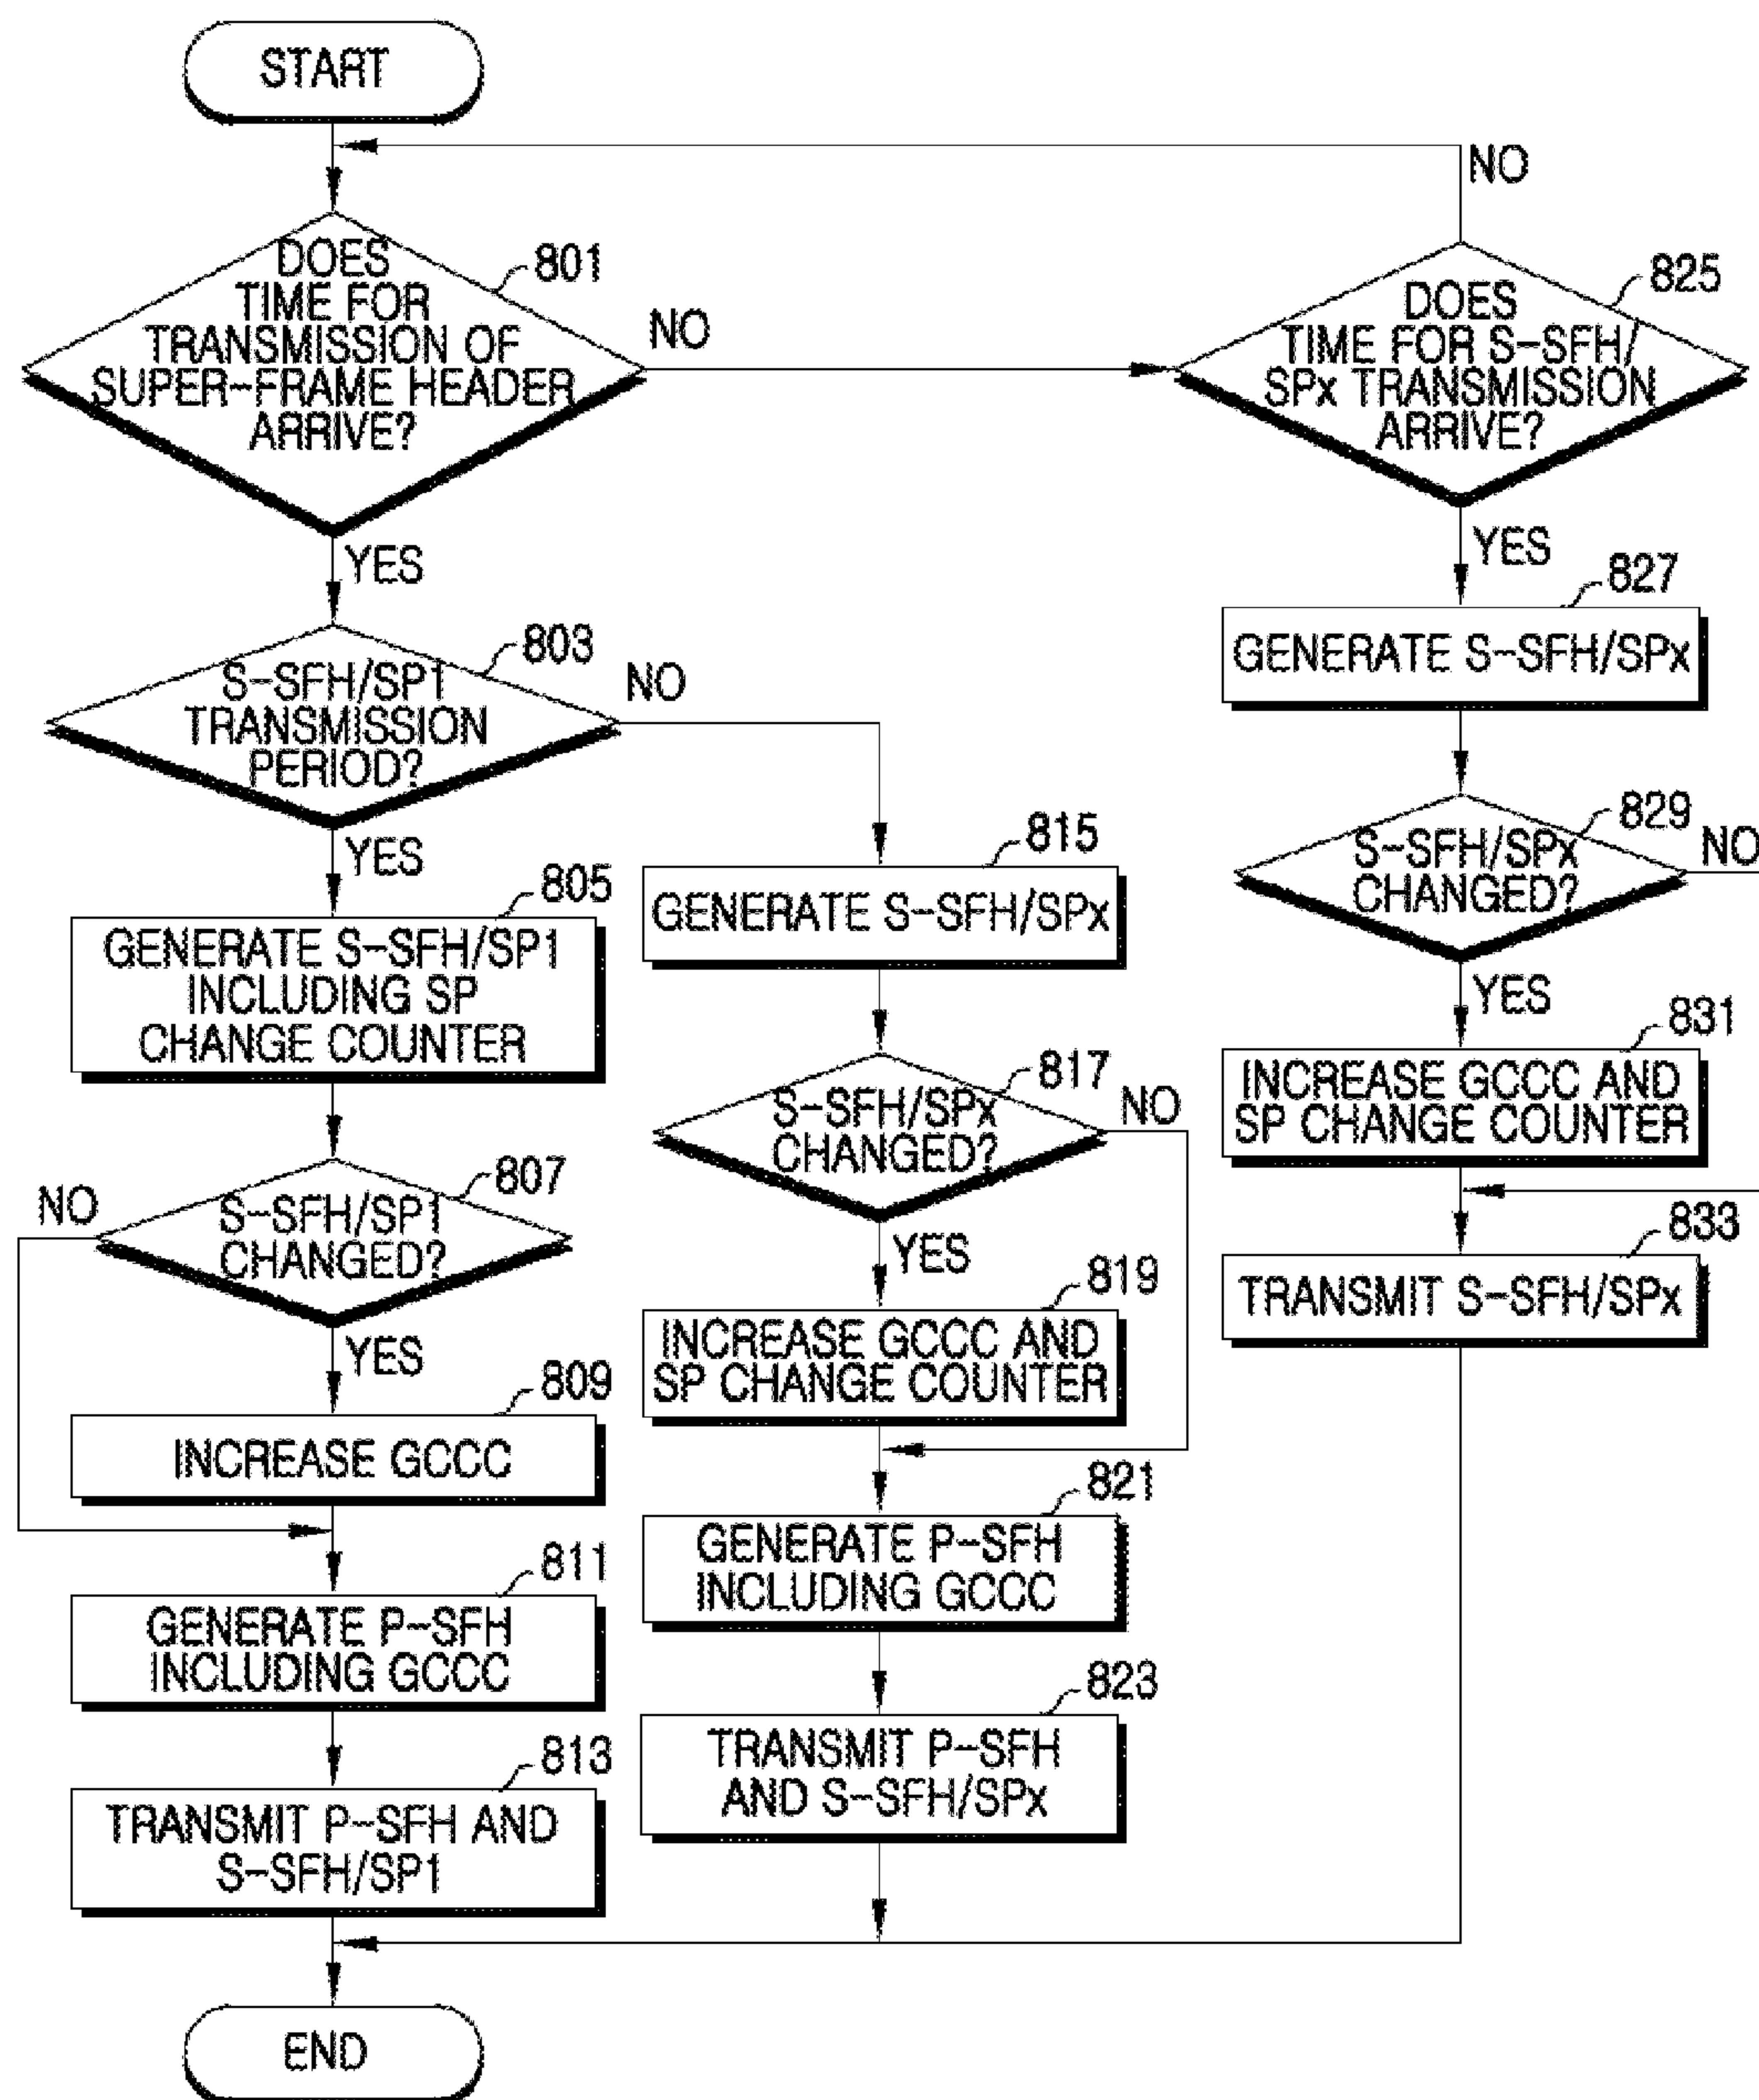 START
NO
DOES
TIME FOR
TRANSMISSION OF
SUPER-FRAME HEADER
ARRIVE?
801
NO
YES
DOES
TIME FOR S-SFH/
SPx TRANSMISSION
ARRIVE?
825
YES
827
GENERATE S-SFH/SPx
S-SFH/SP1
TRANSMISSION
PERIOD?
803
NO
YES
805
GENERATE S-SFH/SP1
INCLUDING SP
CHANGE COUNTER
815
GENERATE S-SFH/SPx
S-SFH/SPx
CHANGED?
829
NO
YES
831
INCREASE GCCC AND
SP CHANGE COUNTER
833
TRANSMIT S-SFH/SPx
S-SFH/SPx
CHANGED?
817
NO
YES
819
INCREASE GCCC AND
SP CHANGE COUNTER
S-SFH/SP1
CHANGED?
807
NO
YES
809
INCREASE GCCC
811
GENERATE P-SFH
INCLUDING GCCC
813
TRANSMIT P-SFH AND
S-SFH/SP1
821
GENERATE P-SFH
INCLUDING GCCC
823
TRANSMIT P-SFH
AND S-SFH/SPx
END